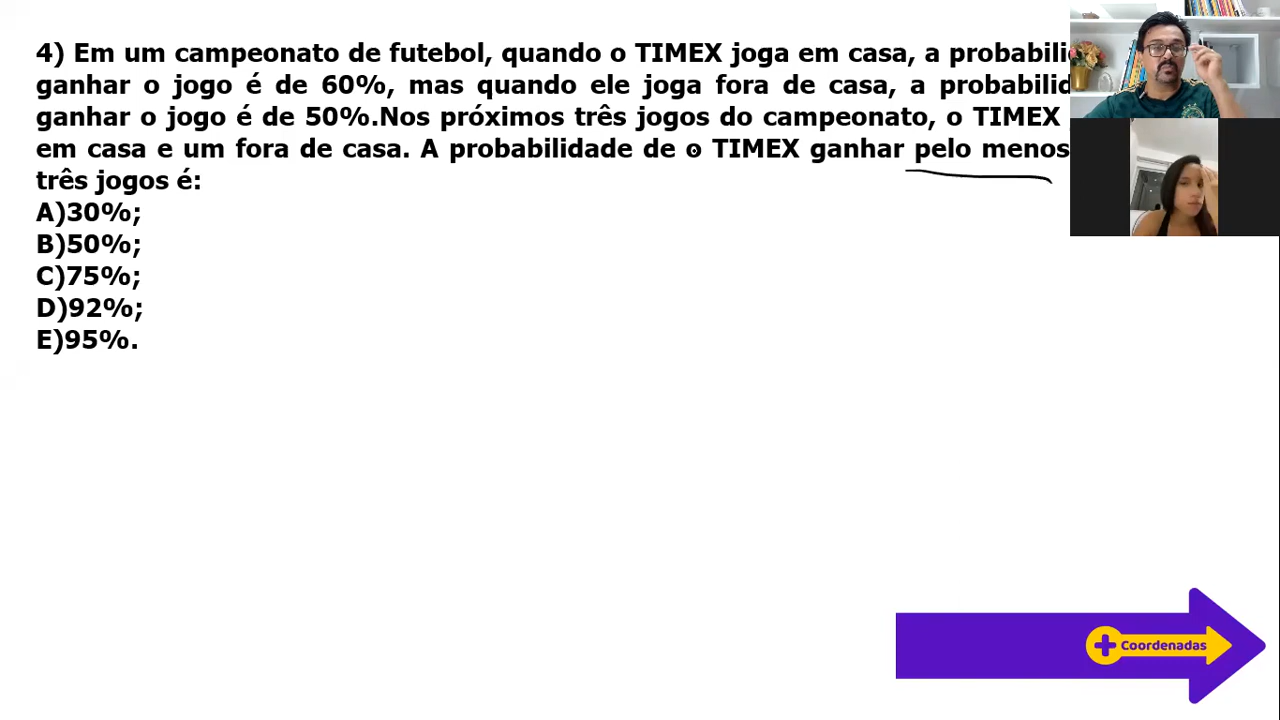 4) Em um campeonato de futebol, quando o TIMEX joga em casa, a
ganhar o jogo é de 60%, mas quando ele joga fora de casa, a
ganhar o jogo é de 50%.Nos próximos três jogos do campeonato, o TIMEX
em casa e um fora de casa. A probabilidade de o TIMEX ganhar pelo menos
três jogos é:
A)30%;
B)50%;
C)75%;
D)92%;
E)95%.
Coordenadas